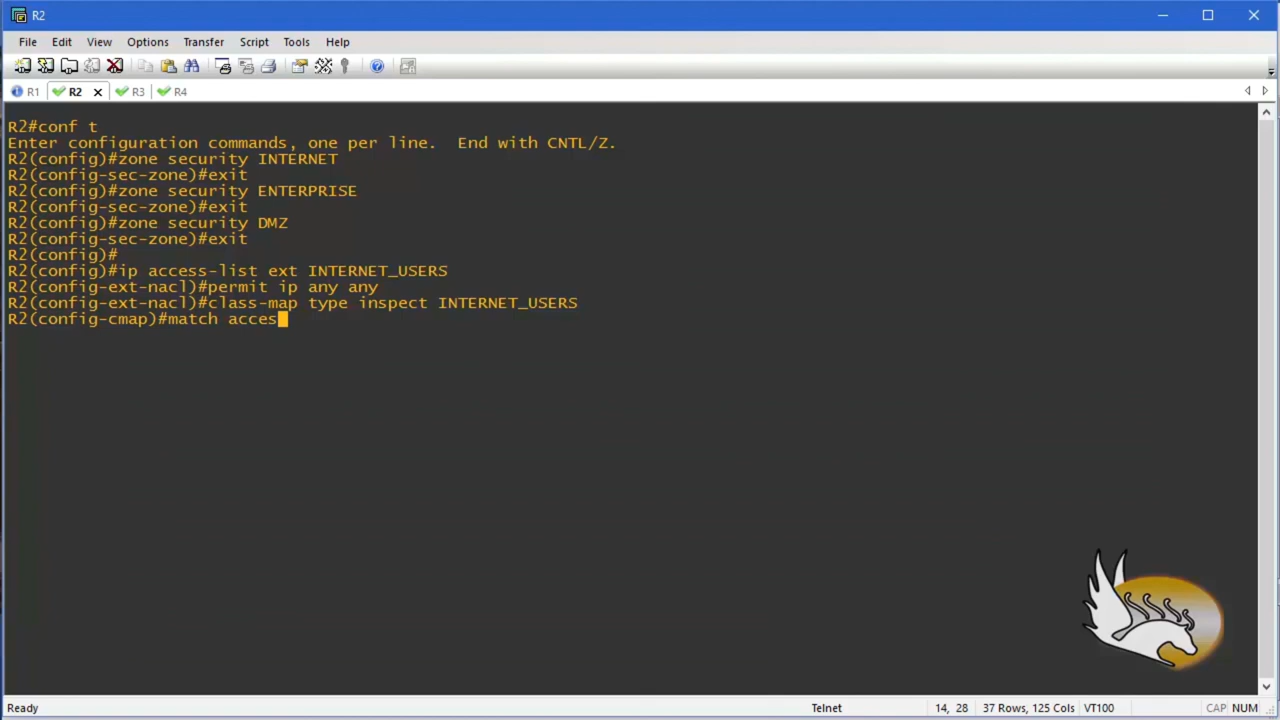 R2
File Edit View Options Transfer Script Tools Help
R1 R2 R3 R4
R2#conf t
Enter configuration commands, one per line.  End with CNTL/Z.
R2(config)#zone security INTERNET
R2(config-sec-zone)#exit
R2(config)#zone security ENTERPRISE
R2(config-sec-zone)#exit
R2(config)#zone security DMZ
R2(config-sec-zone)#exit
R2(config)#
R2(config)#ip access-list ext INTERNET_USERS
R2(config-ext-nacl)#permit ip any any
R2(config-ext-nacl)#class-map type inspect INTERNET_USERS
R2(config-cmap)#match acces
Ready Telnet 14, 28 37 Rows, 125 Cols VT100 CAP NUM